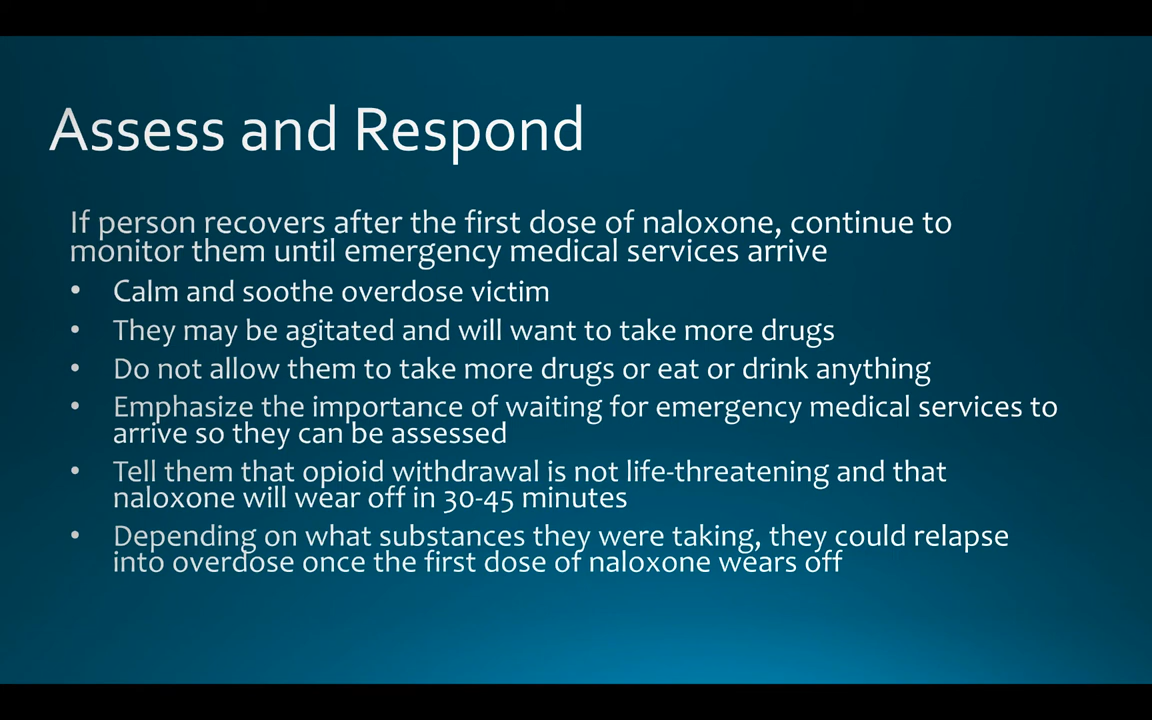 Assess and Respond
If person recovers after the first dose of naloxone, continue to
monitor them until emergency medical services arrive
• Calm and soothe overdose victim
• They may be agitated and will want to take more drugs
• Do not allow them to take more drugs or eat or drink anything
• Emphasize the importance of waiting for emergency medical services to
arrive so they can be assessed
• Tell them that opioid withdrawal is not life-threatening and that
naloxone will wear off in 30-45 minutes
• Depending on what substances they were taking, they could relapse
into overdose once the first dose of naloxone wears off